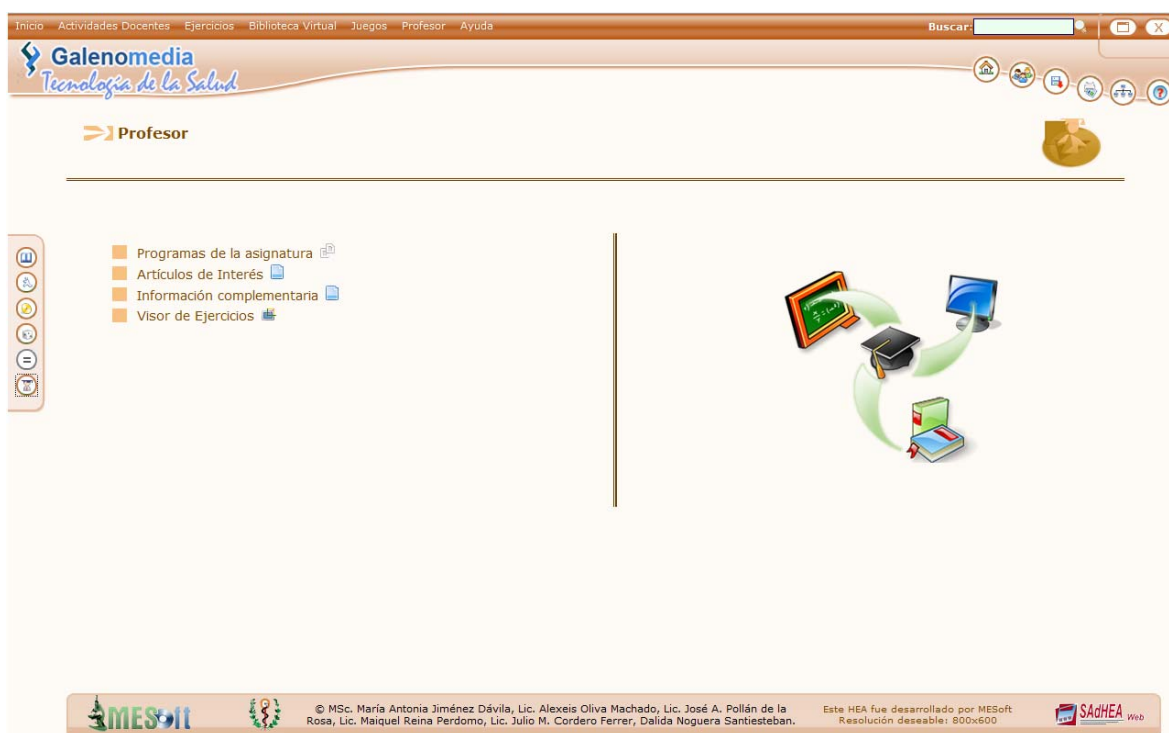 Inicio Actividades Docentes Ejercicios Biblioteca Virtual Juegos Profesor Ayuda Buscar:
Galenomedia
Tecnología de la Salud
Profesor
Programas de la asignatura
Artículos de Interés
Información complementaria
Visor de Ejercicios
MESoft
© MSc. María Antonia Jiménez Dávila, Lic. Alexeis Oliva Machado, Lic. José A. Pollán de la
Rosa, Lic. Maiquel Reina Perdomo, Lic. Julio M. Cordero Ferrer, Dalida Noguera Santiesteban.
Este HEA fue desarrollado por MESoft
Resolución deseable: 800x600
SAdHEA Web